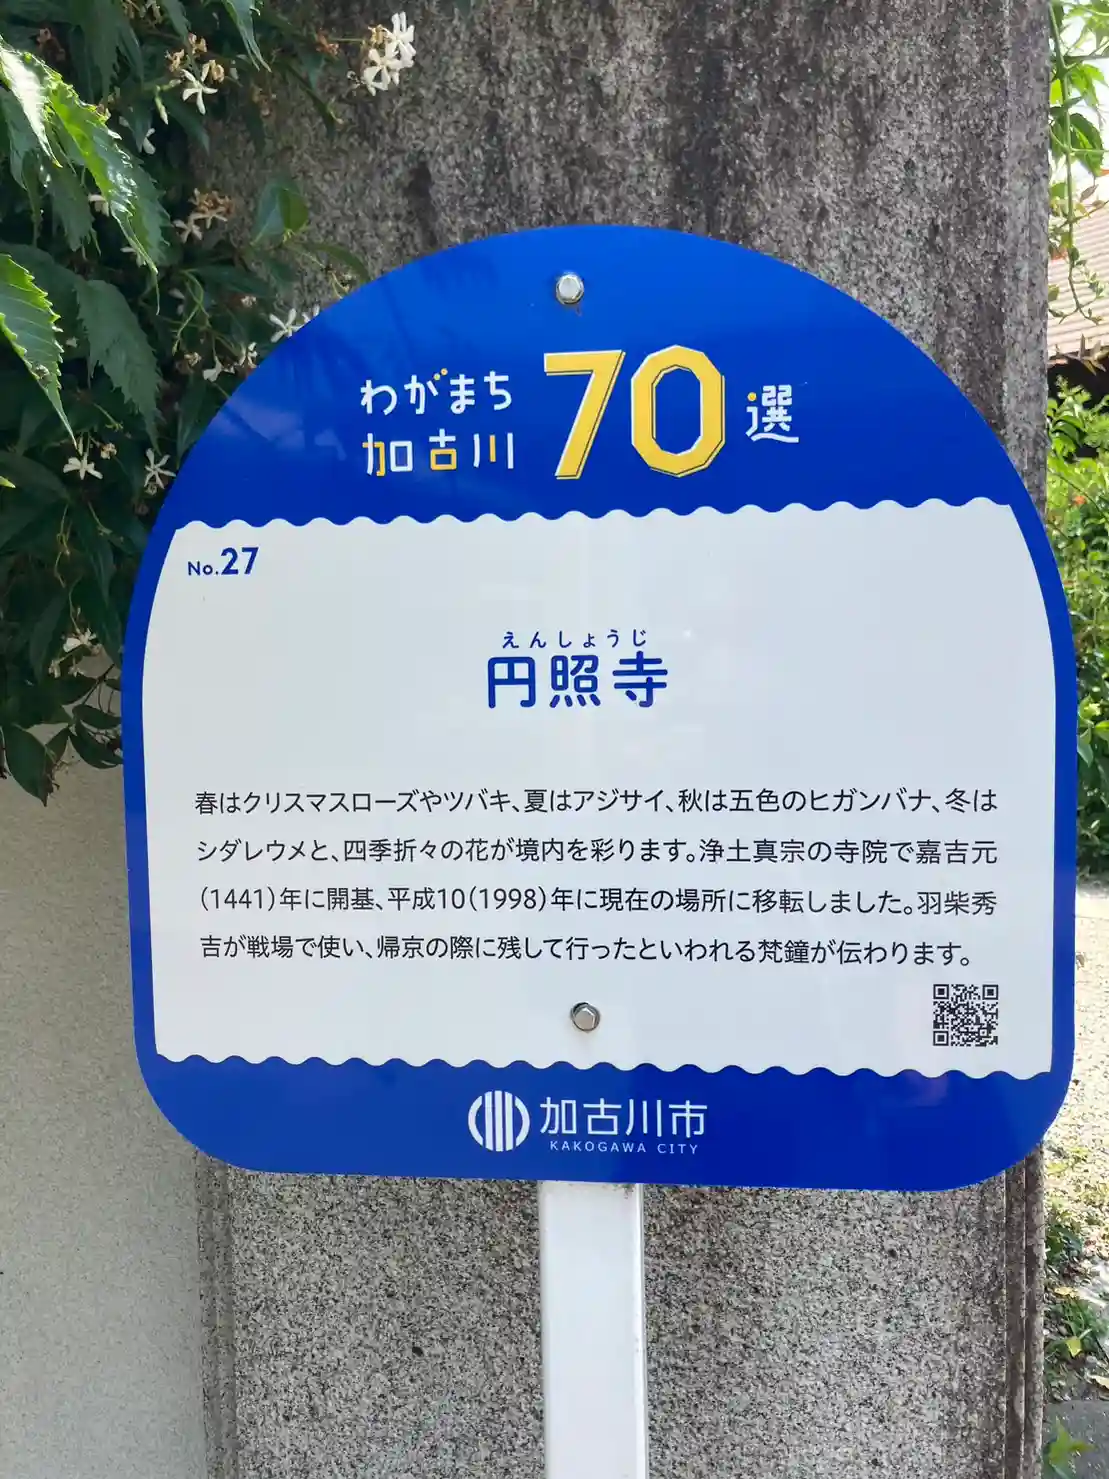 わがまち
加古川
70選
No.27
えんしょうじ
円照寺
春はクリスマスローズやツバキ、夏はアジサイ、秋は五色のヒガンバナ、冬は
シダレウメと、四季折々の花が境内を彩ります。浄土真宗の寺院で嘉吉元
(1441)年に開基、平成10(1998)年に現在の場所に移転しました。羽柴秀
吉が戦場で使い、帰京の際に残して行ったといわれる梵鐘が伝わります。
加古川市
KAKOGAWA CITY